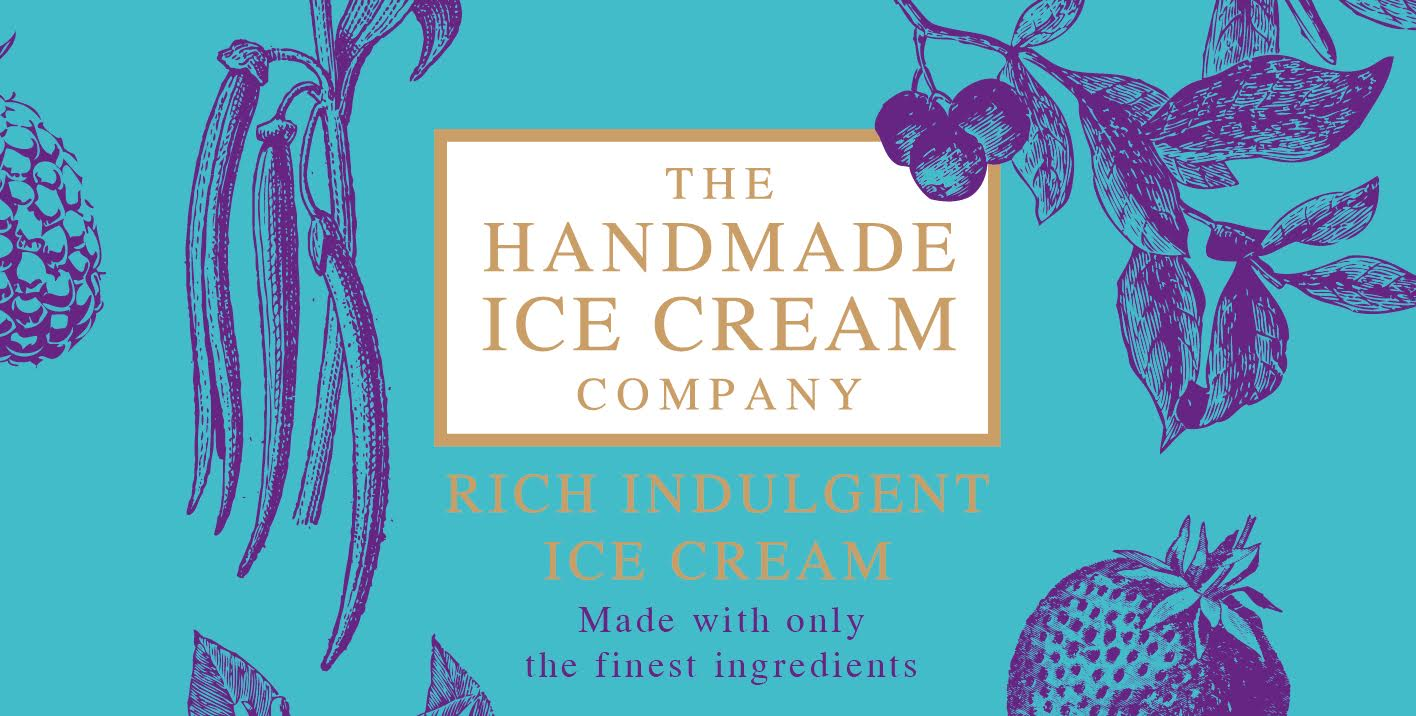 THE
HANDMADE
ICE CREAM
COMPANY
RICH INDULGENT
ICE CREAM
Made with only
the finest ingredients